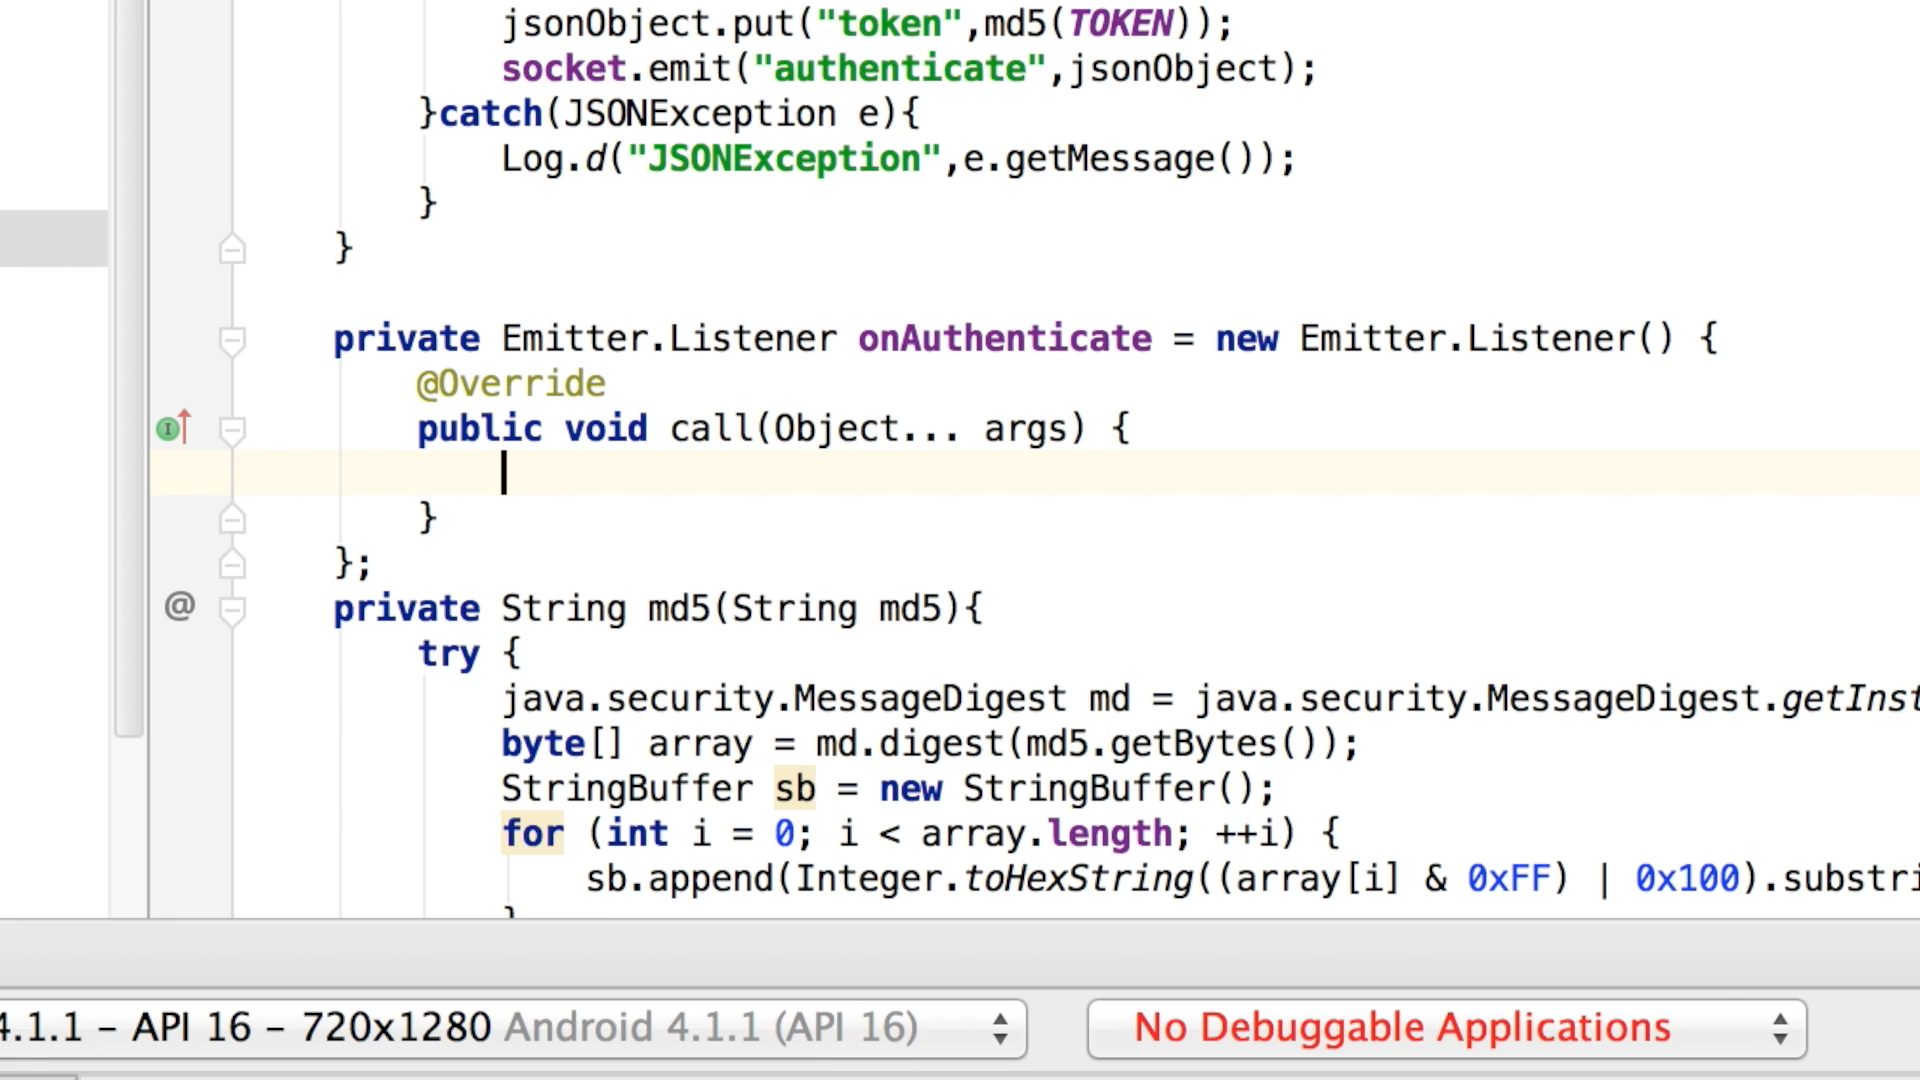 jsonObject.put("token",md5(TOKEN));
socket.emit("authenticate",jsonObject);
}catch(JSONException e){
Log.d("JSONException",e.getMessage());
}
}
private Emitter.Listener onAuthenticate = new Emitter.Listener() {
@Override
public void call(Object... args) {
}
};
@ private String md5(String md5){
try {
java.security.MessageDigest md = java.security.MessageDigest.getInst
byte[] array = md.digest(md5.getBytes());
StringBuffer sb = new StringBuffer();
for (int i = 0; i < array.length; ++i) {
sb.append(Integer.toHexString((array[i] & 0xFF) | 0x100).substri
}
4.1.1 – API 16 – 720x1280 Android 4.1.1 (API 16)
No Debuggable Applications